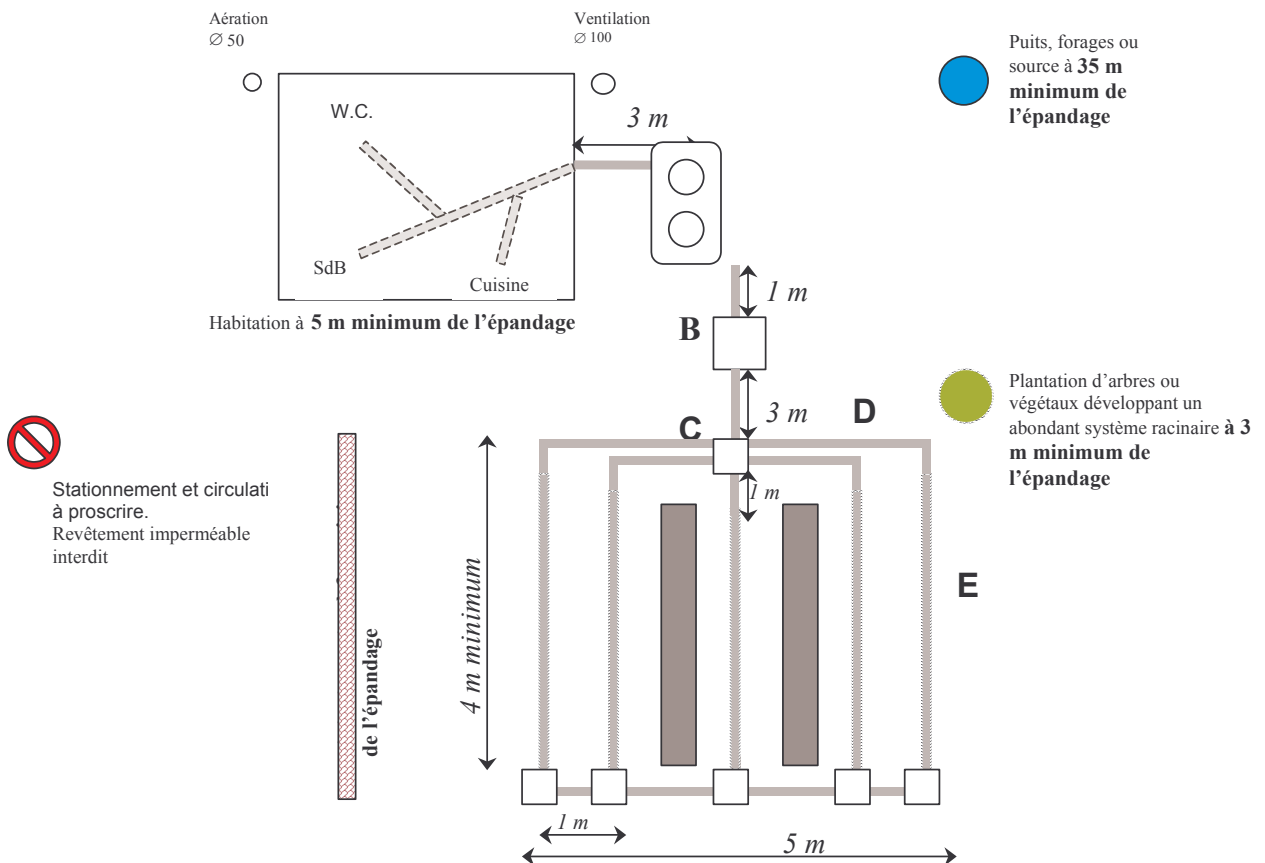 Aération
Ø 50
Ventilation
Ø 100
Puits, forages ou
source à 35 m
minimum de
l'épandage
W.C.
3 m
SdB
Cuisine
1 m
Habitation à 5 m minimum de l'épandage
B
3 m
D
C
Plantation d'arbres ou
végétaux développant un
abondant système racinaire à 3
m minimum de
l'épandage
Stationnement et circulati
à proscrire.
Revêtement imperméable
interdit
1 m
E
4 m minimum
de l'épandage
1 m
5 m